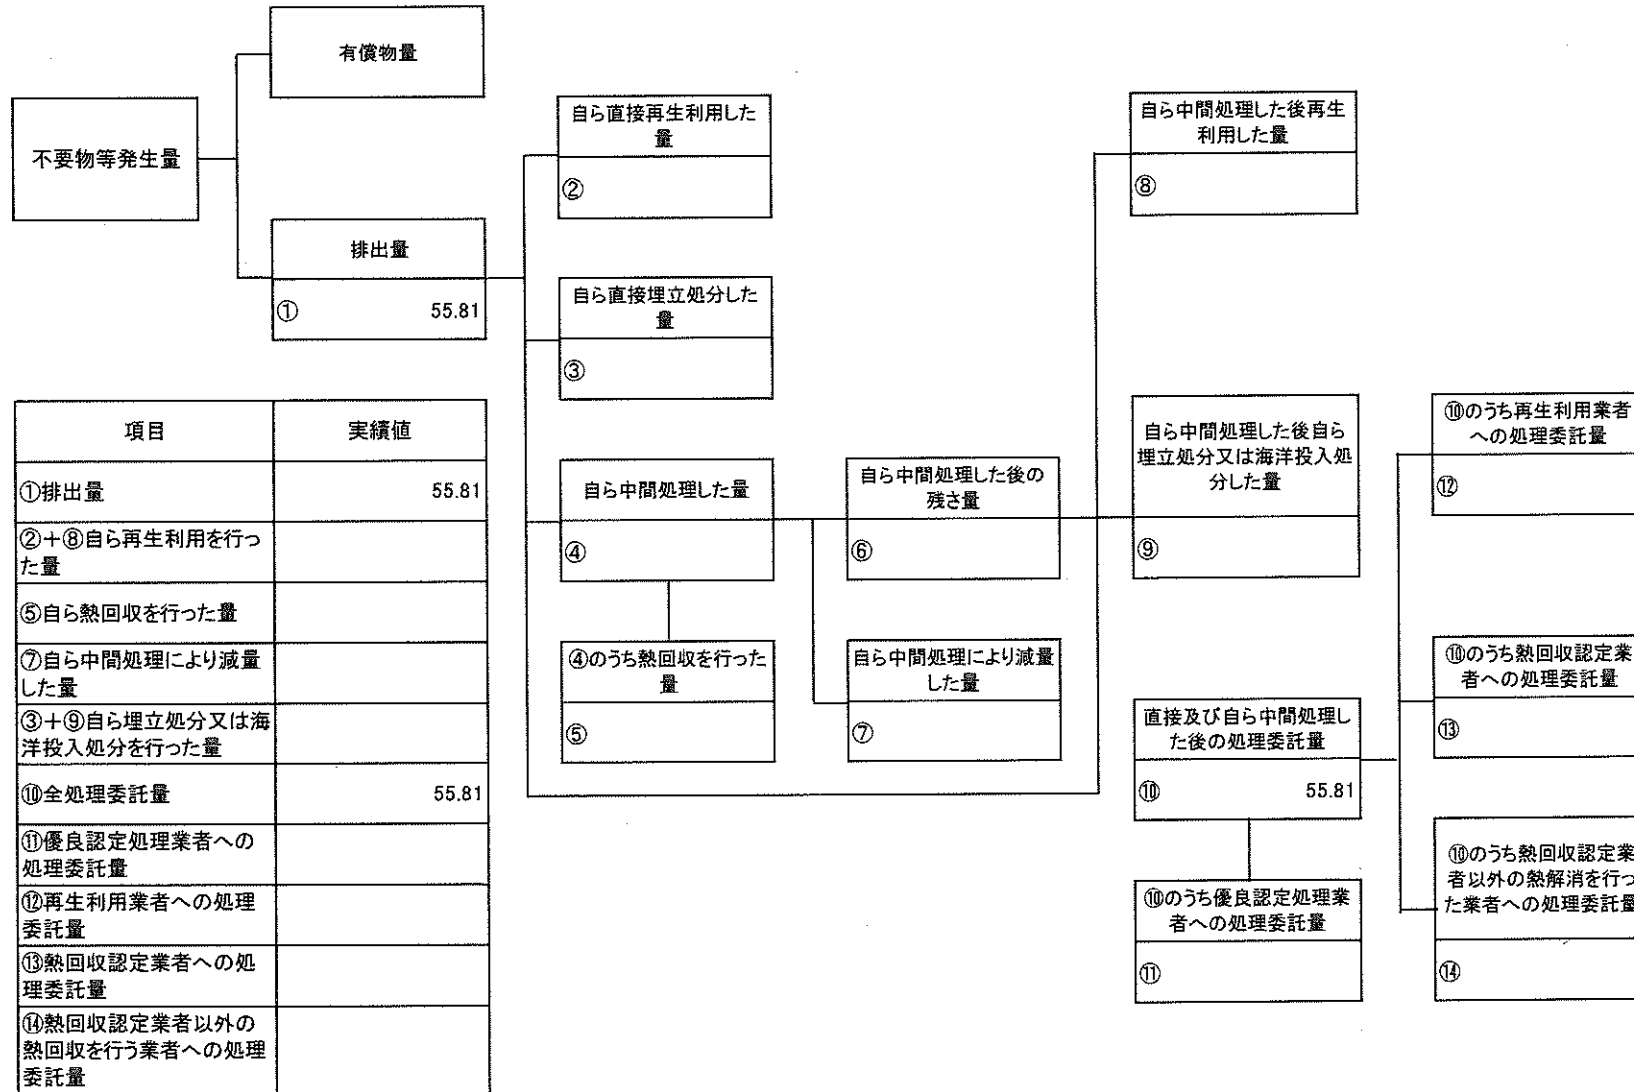 有償物量
不要物等発生量
排出量
① 55.81
自ら直接再生利用した
量
②
自ら直接埋立処分した
量
③
自ら中間処理した量
④
④のうち熱回収を行った
量
⑤
自ら中間処理した後の
残さ量
⑥
自ら中間処理により減量
した量
⑦
自ら中間処理した後再生
利用した量
⑧
自ら中間処理した後自ら
埋立処分又は海洋投入処
分した量
⑨
直接及び自ら中間処理し
た後の処理委託量
⑩ 55.81
⑩のうち優良認定処理業
者への処理委託量
⑪
⑩のうち再生利用業者
への処理委託量
⑫
⑩のうち熱回収認定業
者への処理委託量
⑬
⑩のうち熱回収認定業
者以外の熱解消を行っ
た業者への処理委託量
⑭
項目 実績値
①排出量 55.81
②+⑧自ら再生利用を行っ
た量
⑤自ら熱回収を行った量
⑦自ら中間処理により減量
した量
③+⑨自ら埋立処分又は海
洋投入処分を行った量
⑩全処理委託量 55.81
⑪優良認定処理業者への
処理委託量
⑫再生利用業者への処理
委託量
⑬熱回収認定業者への処
理委託量
⑭熱回収認定業者以外の
熱回収を行う業者への処理
委託量